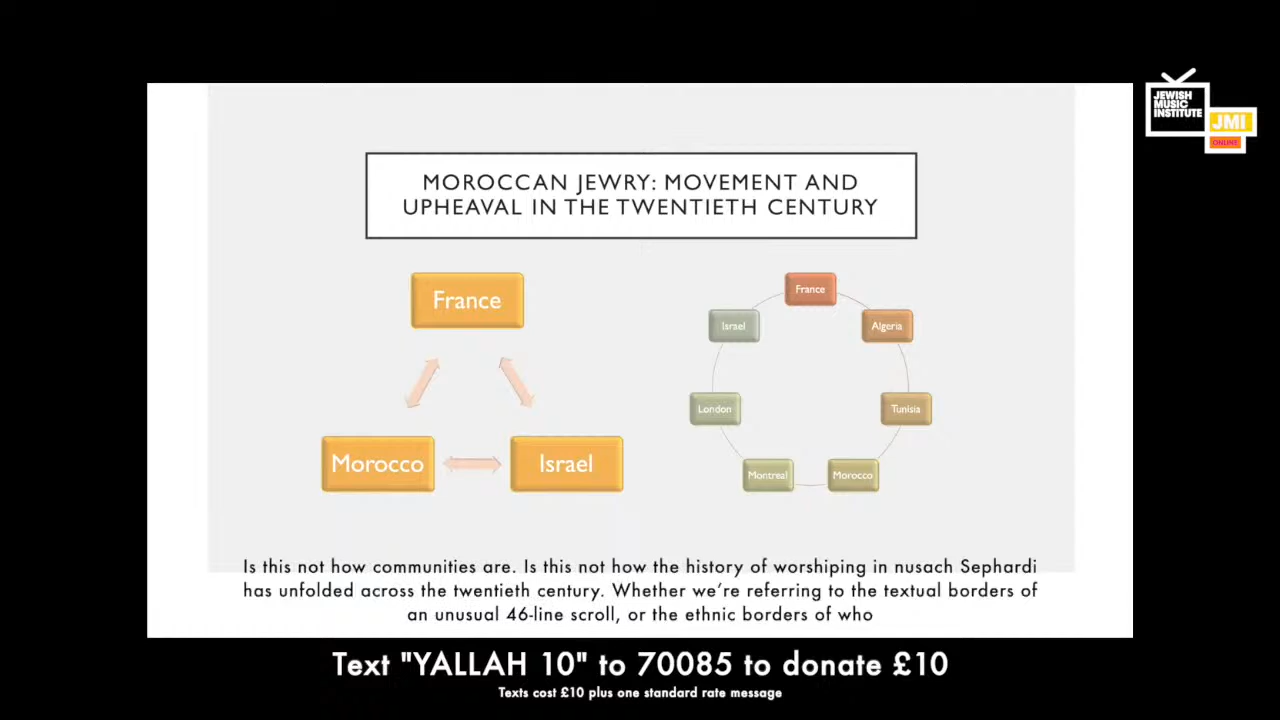 JEWISH
MUSIC
INSTITUTE
JMI
ONLINE
MOROCCAN JEWRY: MOVEMENT AND
UPHEAVAL IN THE TWENTIETH CENTURY
France
Morocco
Israel
France
Algeria
Tunisia
Morocco
Montreal
London
Israel
Is this not how communities are. Is this not how the history of worshiping in nusach Sephardi
has unfolded across the twentieth century. Whether we’re referring to the textual borders of
an unusual 46-line scroll, or the ethnic borders of who
Text "YALLAH 10" to 70085 to donate £10
Texts cost £10 plus one standard rate message